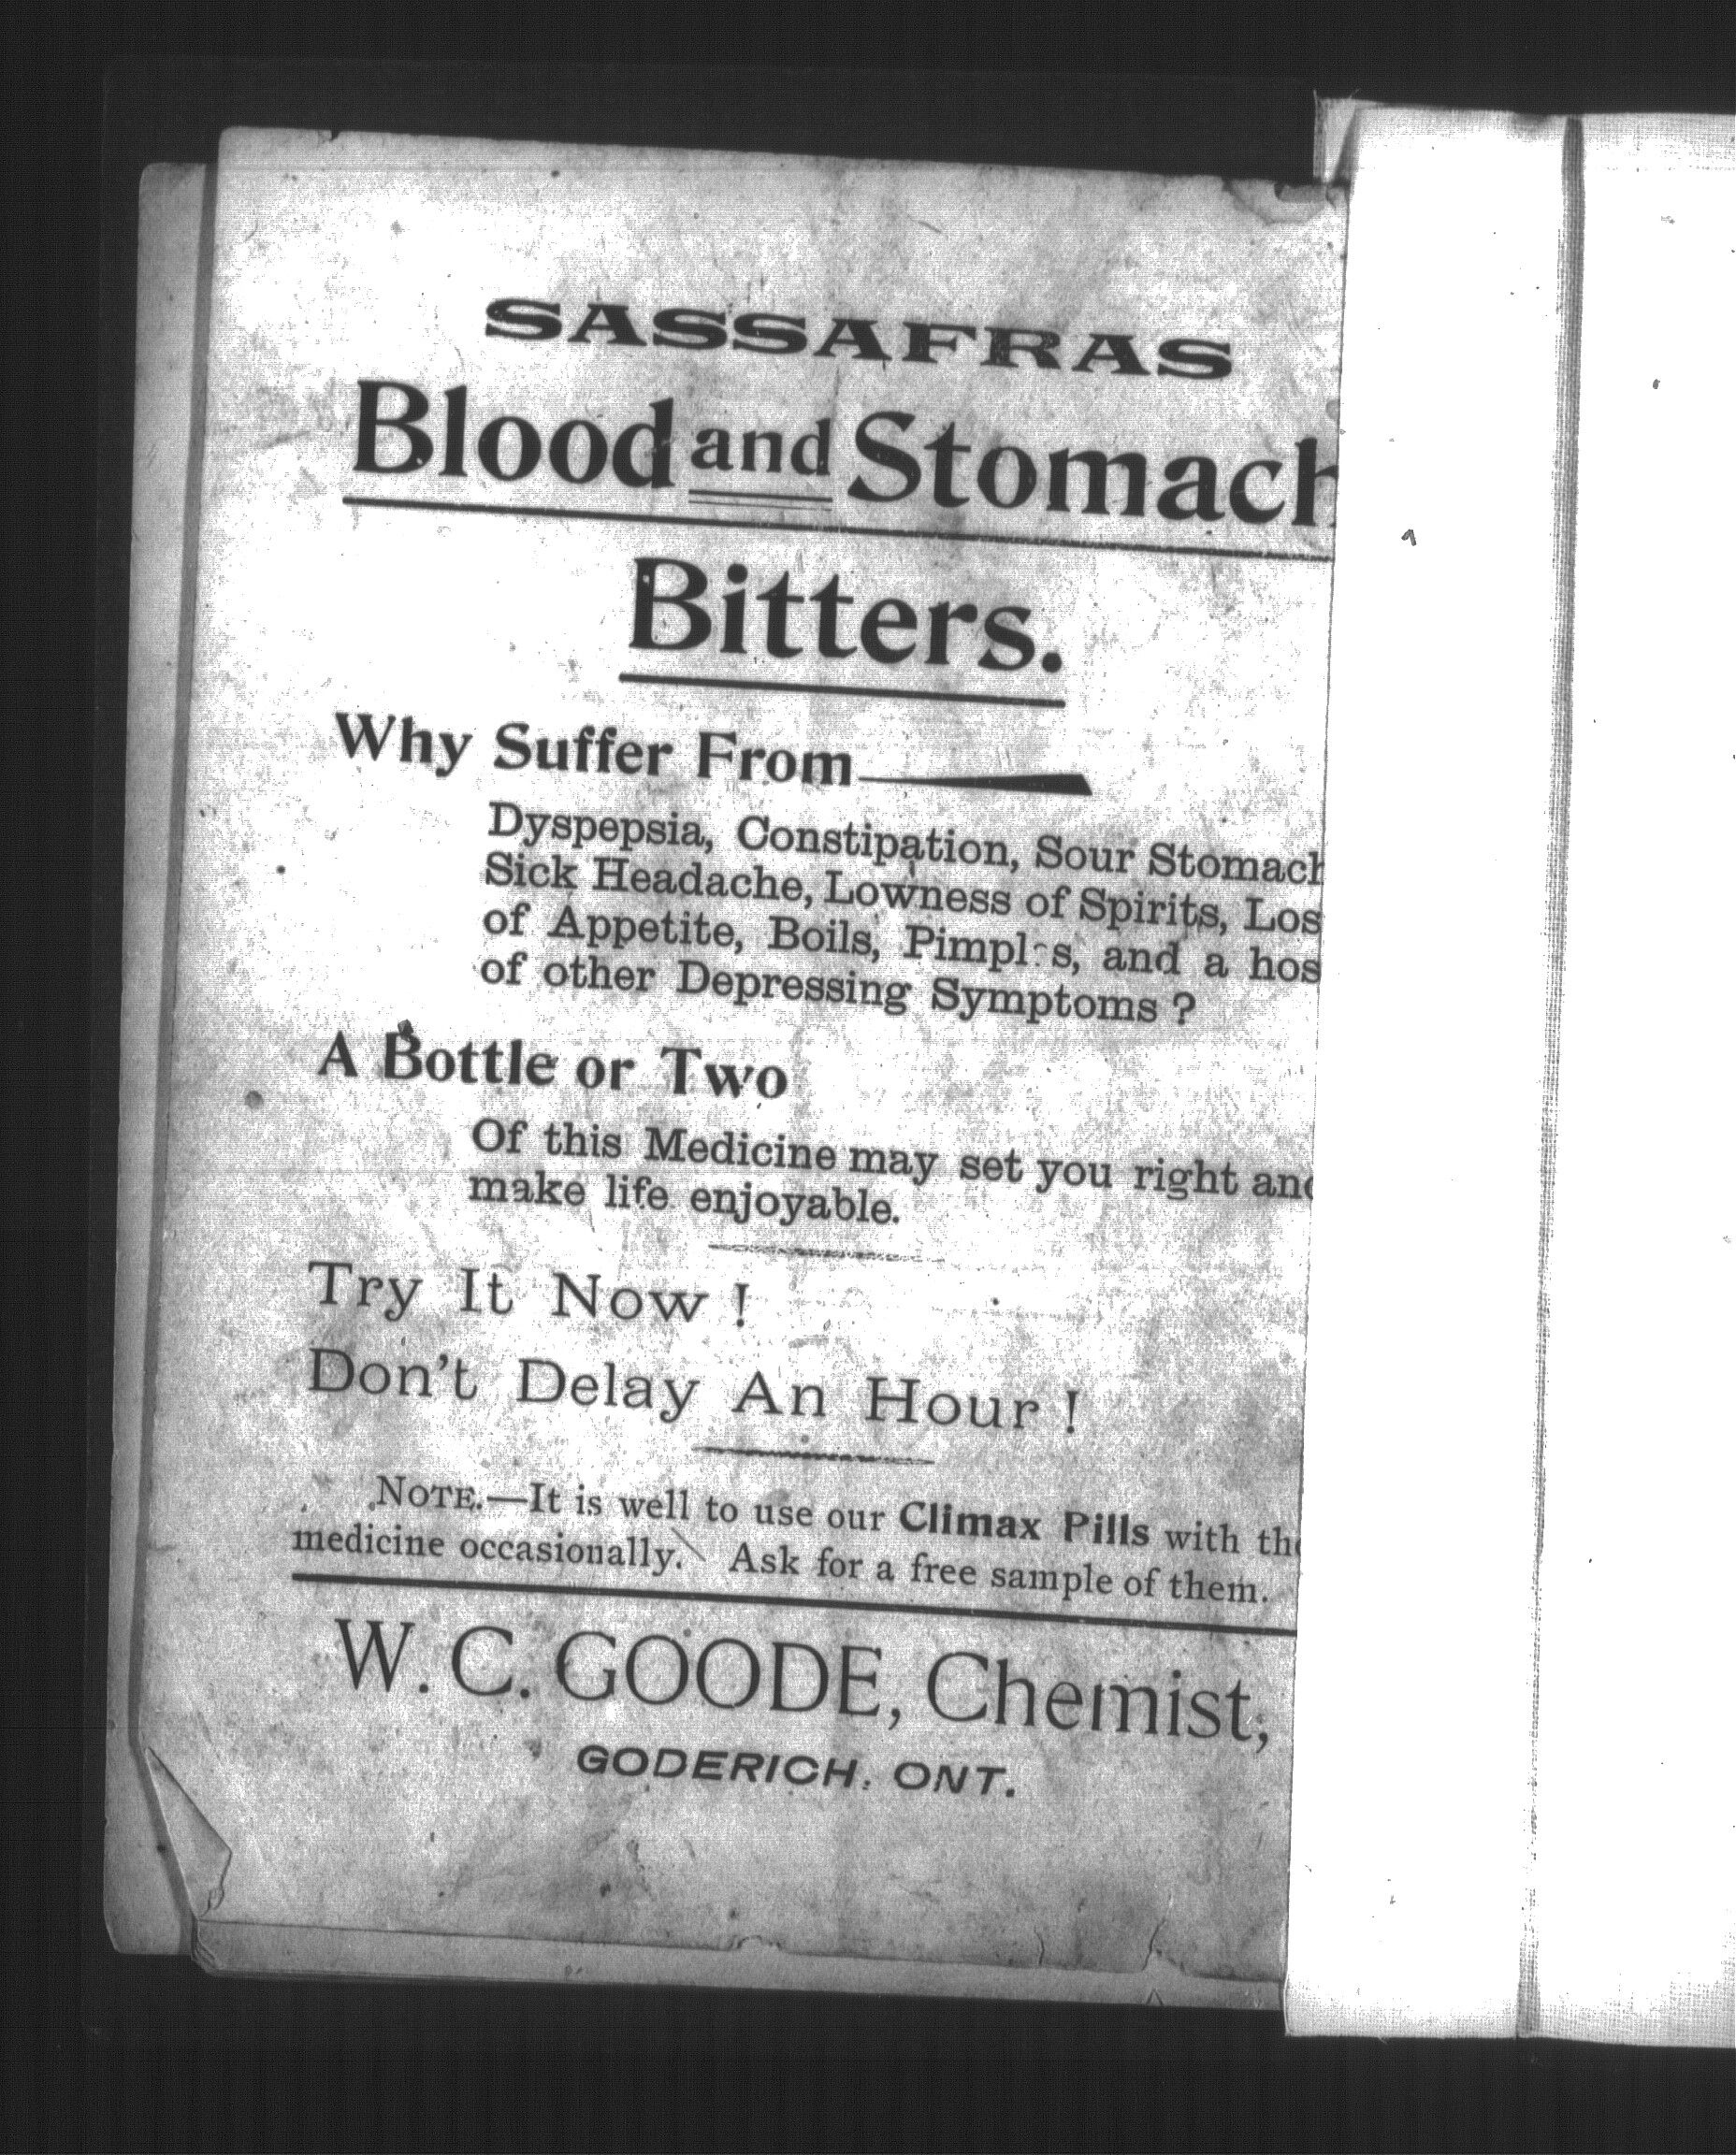 SASSAFRAS
Blood and Stomach
Bitters.
Why Suffer From
Dyspepsia, Constipation, Sour Stomach
Sick Headache, Lowness of Spirits, Los
of Appetite, Boils, Pimples, and a hos
of other Depressing Symptoms ?
A Bottle or Two
Of this Medicine may set you right and
make life enjoyable.
Try It Now !
Don't Delay An Hour !
NOTE.—It is well to use our Climax Pills with the
medicine occasionally. Ask for a free sample of them.
W. C. GOODE, Chemist,
GODERICH. ONT.